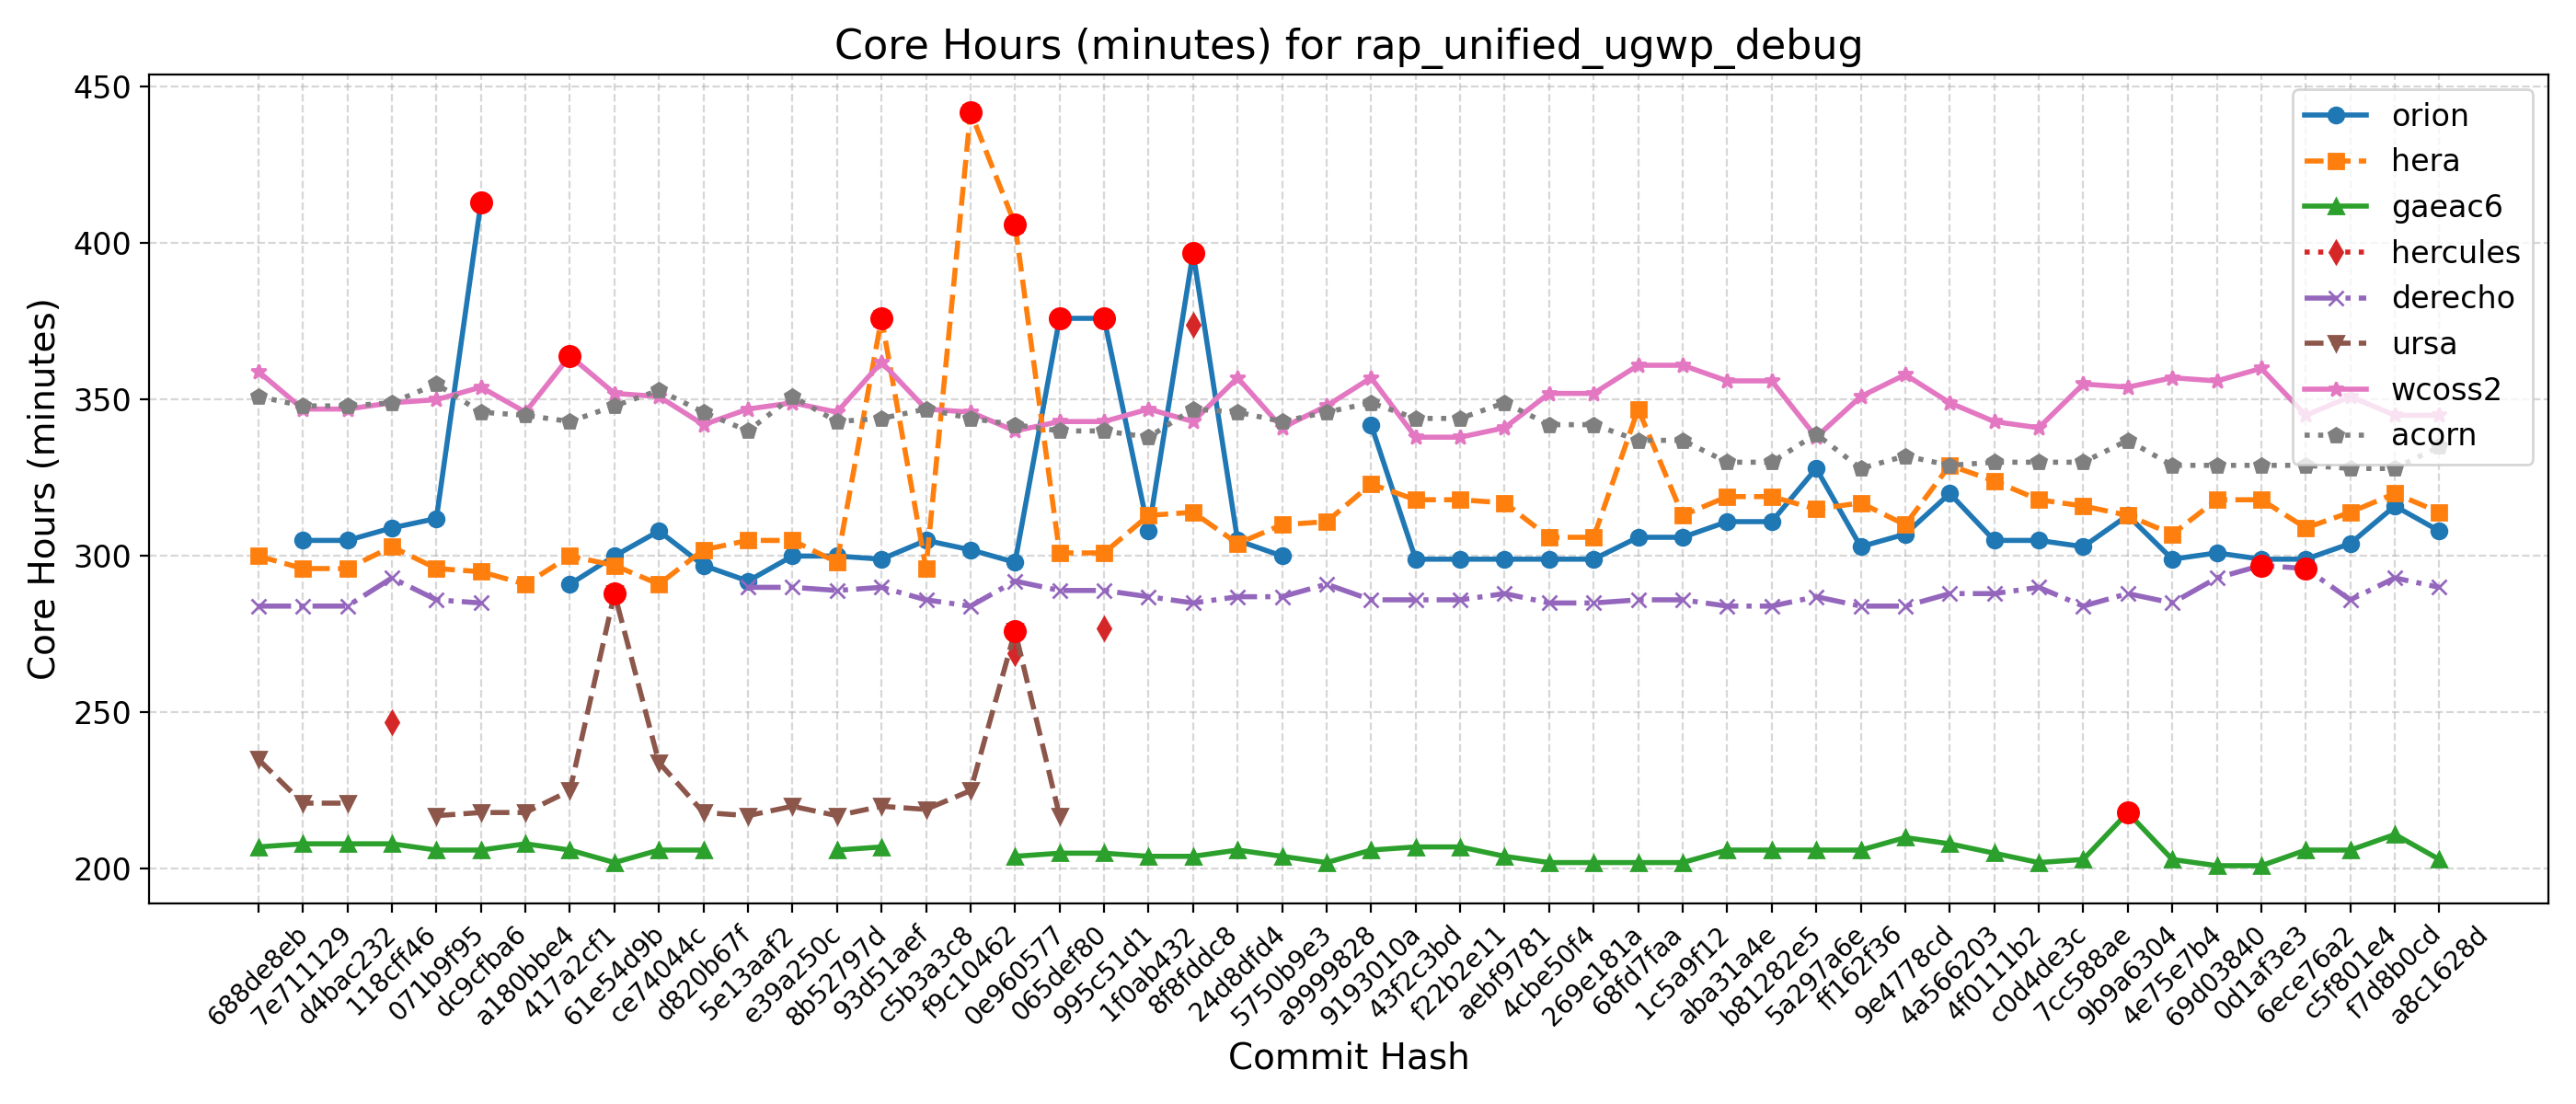 Core Hours (minutes) for rap_unified_ugwp_debug
Core Hours (minutes)
450
400
350
300
250
200
orion
hera
gaeac6
hercules
derecho
ursa
wcoss2
acorn
688de8eb
7e711129
d4bac232
118cff46
071b9f95
dc9cfba6
a180bbe4
417a2cf1
61e54d9b
ce74044c
d820b67f
5e13aaf2
e39a250c
8b52797d
93d51aef
c5b3a3c8
f9c10462
0e960577
065def80
995c51d1
1f0ab432
8f8fddc8
24d8dfd4
5750b9e3
a9999828
9193010a
43f2c3bd
f22b2e11
aebf9781
4cbe50f4
269e181a
68fd7faa
1c5a9f12
aba31a4e
b81282e5
5a297a6e
ff162f36
9e4778cd
4a566203
4f0111b2
c0d4de3c
7cc588ae
9b9a6304
4e75e7b4
69d03840
0d1af3e3
6ece76a2
c5f801e4
f7d8b0cd
a8c1628d
Commit Hash